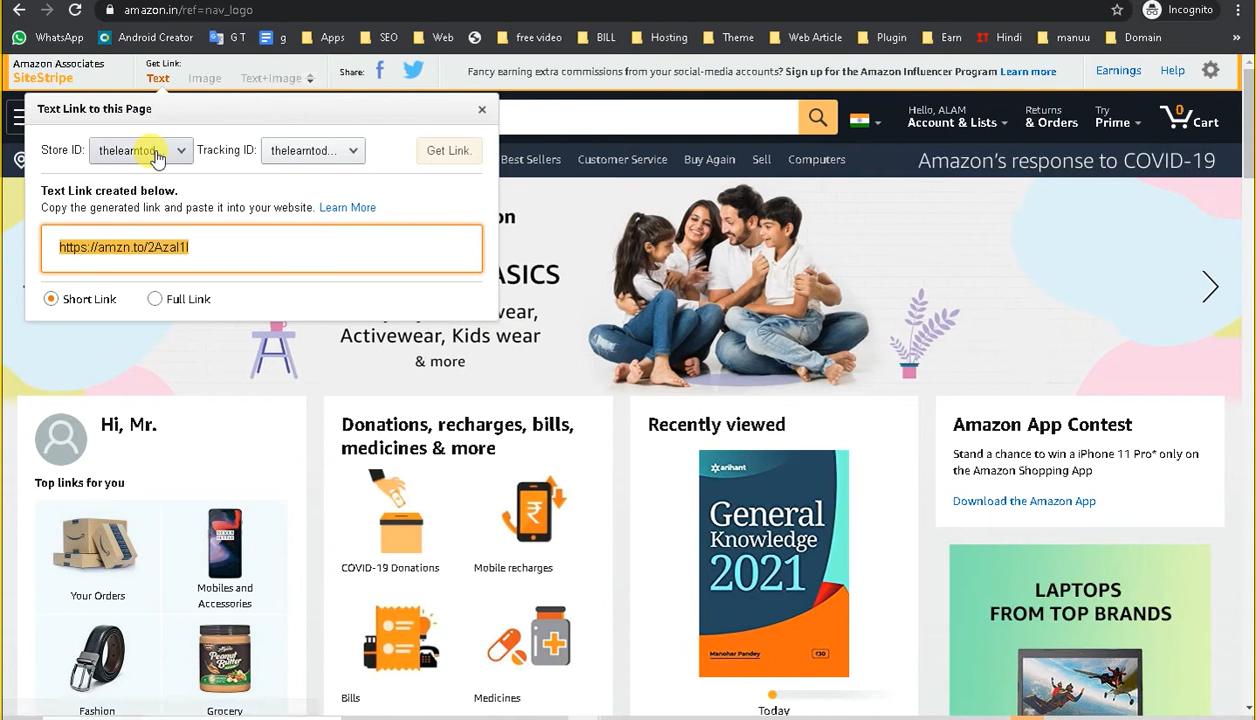 amazon.in/ref=nav_logo
Incognito
WhatsApp
Android Creator
G T
g
Apps
SEO
Web
free video
BILL
Hosting
Theme
Web Article
Plugin
Earn
Hindi
manuu
Domain
»
Amazon Associates
SiteStripe
Get Link:
Text
Image
Text+Image
Share:
Fancy earning extra commissions from your social-media accounts? Sign up for the Amazon Influencer Program Learn more
Earnings
Help
Text Link to this Page
Store ID:
thelearntod...
Tracking ID:
thelearntod...
Get Link.
Text Link created below.
Copy the generated link and paste it into your website. Learn More
Short Link
Full Link
Hello, ALAM
Account & Lists
Returns
& Orders
Try
Prime
0
Cart
Best Sellers
Customer Service
Buy Again
Sell
Computers
Amazon's response to COVID-19
on
ASICS
Activewear, Kids wear
& more
Hi, Mr.
Top links for you
Your Orders
Mobiles and
Accessories
Fashion
Grocery
Donations, recharges, bills,
medicines & more
COVID-19 Donations
Mobile recharges
Bills
Medicines
Recently viewed
arihant
General
Knowledge
2021
Manohar Pandey
₹30
Today
Amazon App Contest
Stand a chance to win a iPhone 11 Pro* only on
the Amazon Shopping App
Download the Amazon App
LAPTOPS
FROM TOP BRANDS